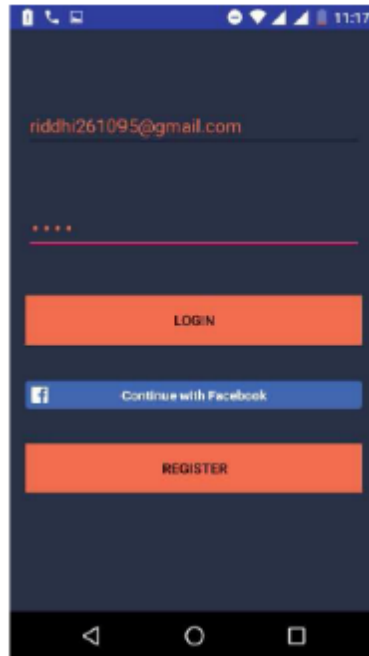 11:17
riddhi261095@gmail.com
••••
LOGIN
f Continue with Facebook
REGISTER